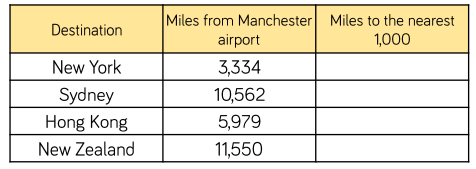 Destination
Miles from Manchester
airport
Miles to the nearest
1,000
New York 3,334
Sydney 10,562
Hong Kong 5,979
New Zealand 11,550